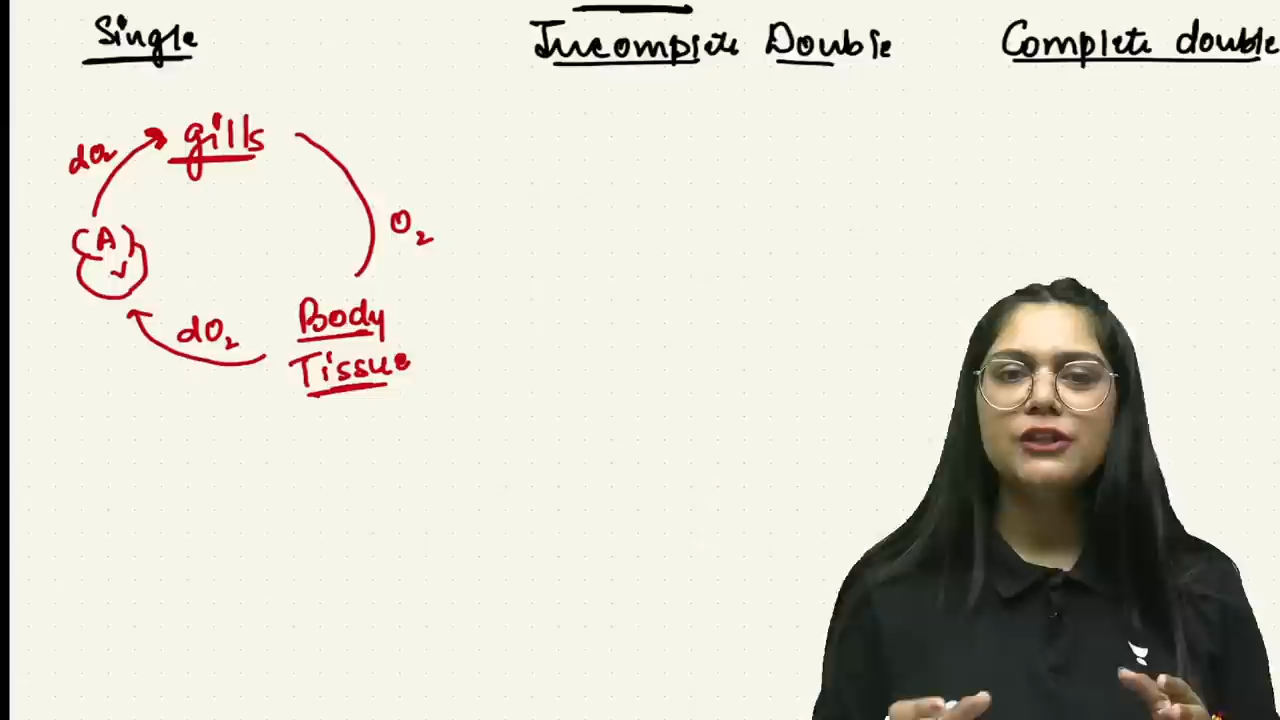 Single
Incomplete Double
Complete double
gills
dO₂
O₂
(A)
V
dO₂
Body
Tissue